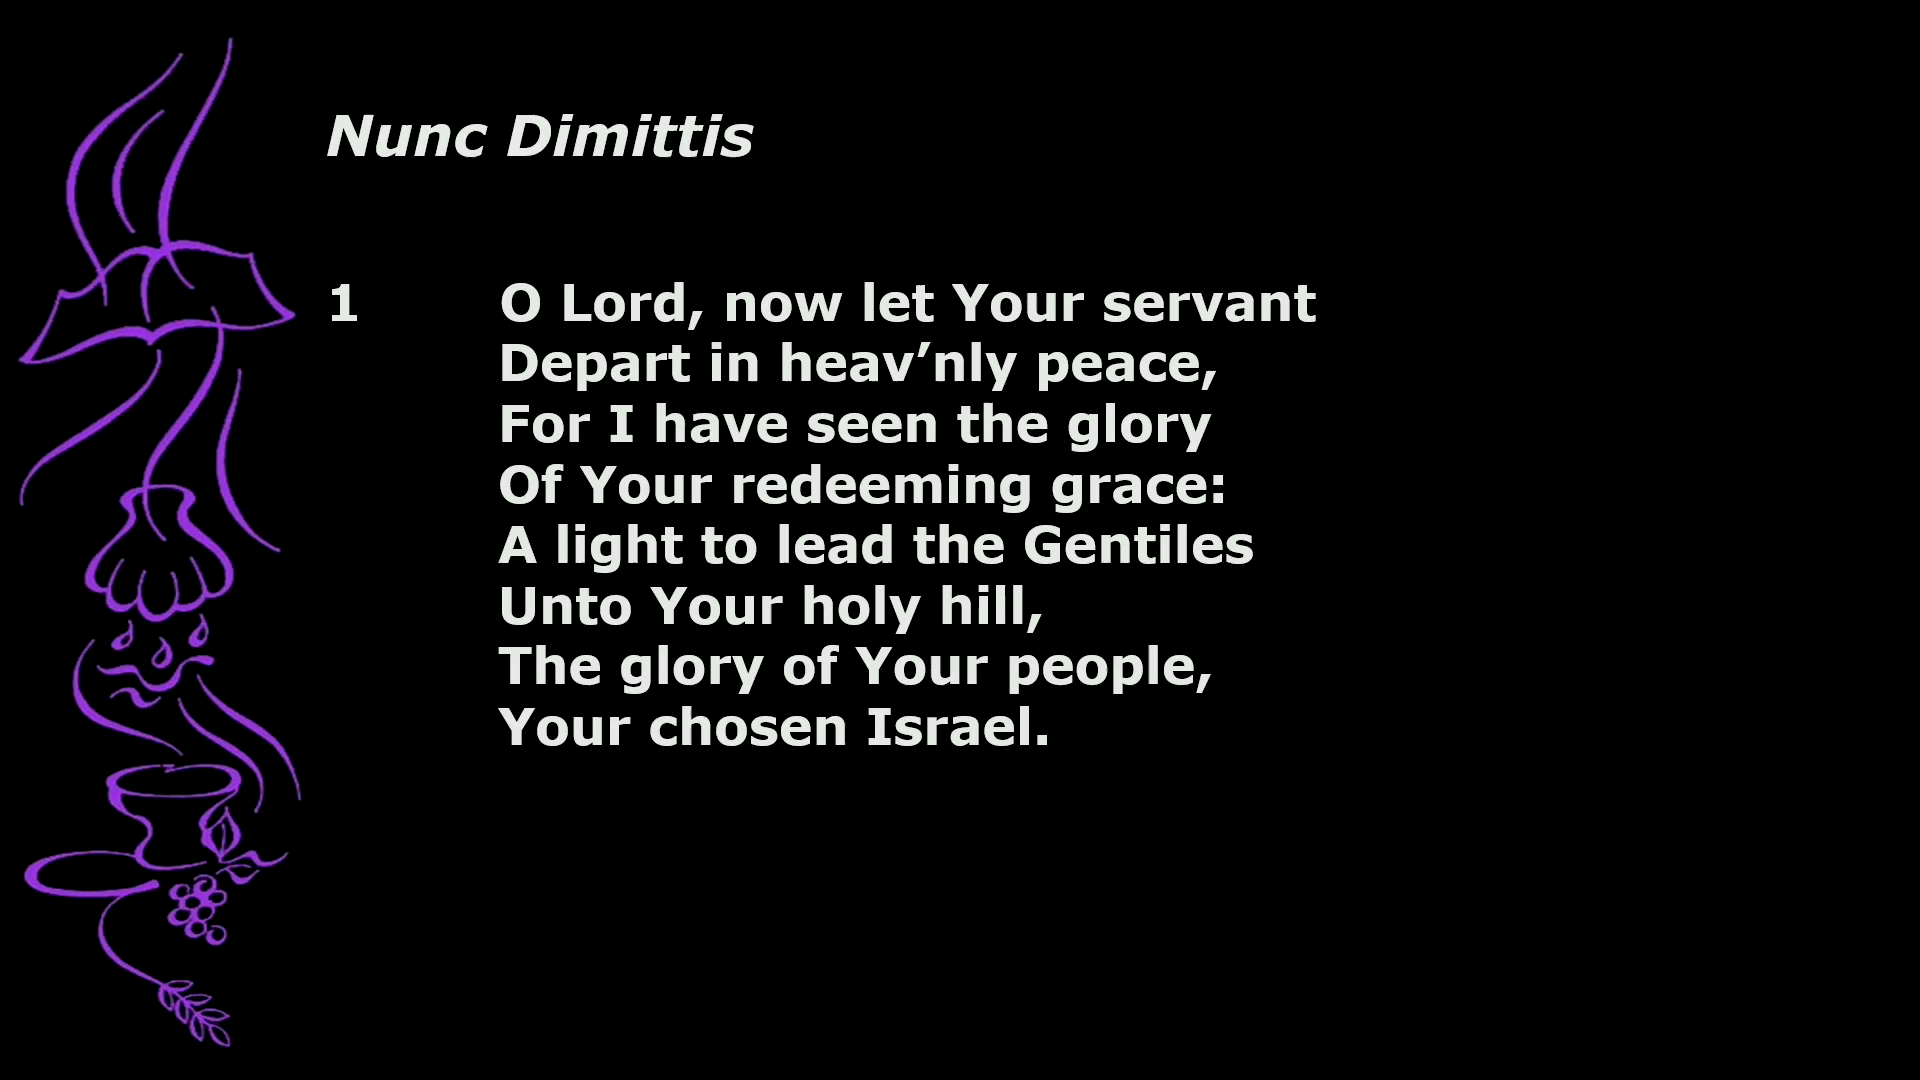 Nunc Dimittis
1 O Lord, now let Your servant
Depart in heav’nly peace,
For I have seen the glory
Of Your redeeming grace:
A light to lead the Gentiles
Unto Your holy hill,
The glory of Your people,
Your chosen Israel.